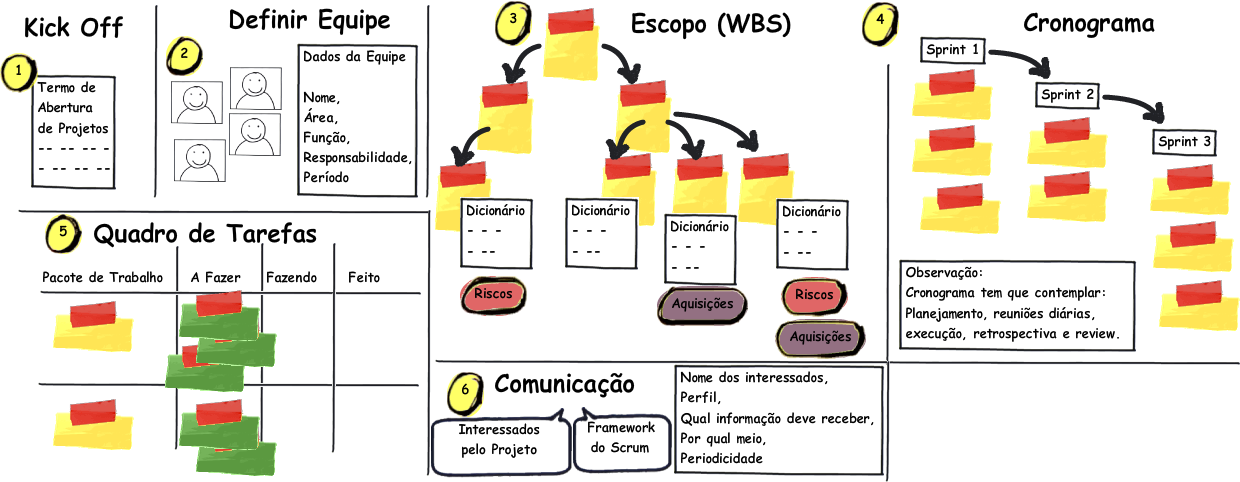 Kick Off
1
Termo de
Abertura
de Projetos
-- -- -- --
-- -- -- --
Definir Equipe
2
Dados da Equipe
Nome,
Área,
Função,
Responsabilidade,
Período
3
Escopo (WBS)
Dicionário
- - -
- --
Riscos
Dicionário
- - -
- --
Dicionário
- - -
- --
Aquisições
Dicionário
- - -
- --
Riscos
Aquisições
4
Cronograma
Sprint 1
Sprint 2
Sprint 3
Observação:
Cronograma tem que contemplar:
Planejamento, reuniões diárias,
execução, retrospectiva e review.
5
Quadro de Tarefas
Pacote de Trabalho
A Fazer
Fazendo
Feito
6
Comunicação
Interessados
pelo Projeto
Framework
do Scrum
Nome dos interessados,
Perfil,
Qual informação deve receber,
Por qual meio,
Periodicidade